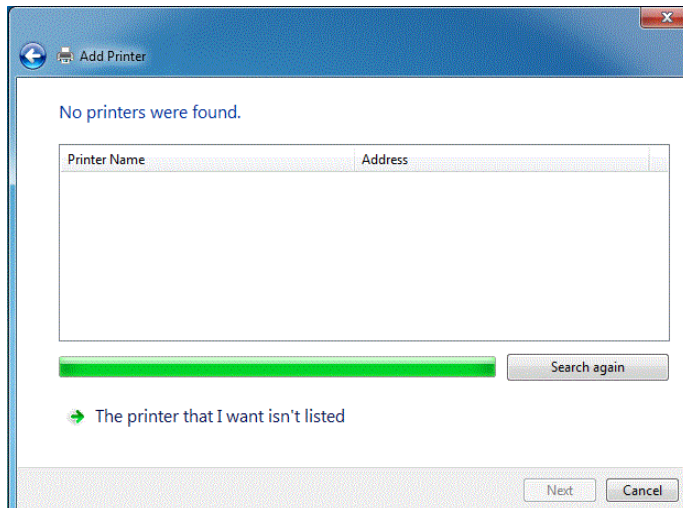 Add Printer
No printers were found.
Printer Name Address
Search again
The printer that I want isn't listed
Next Cancel